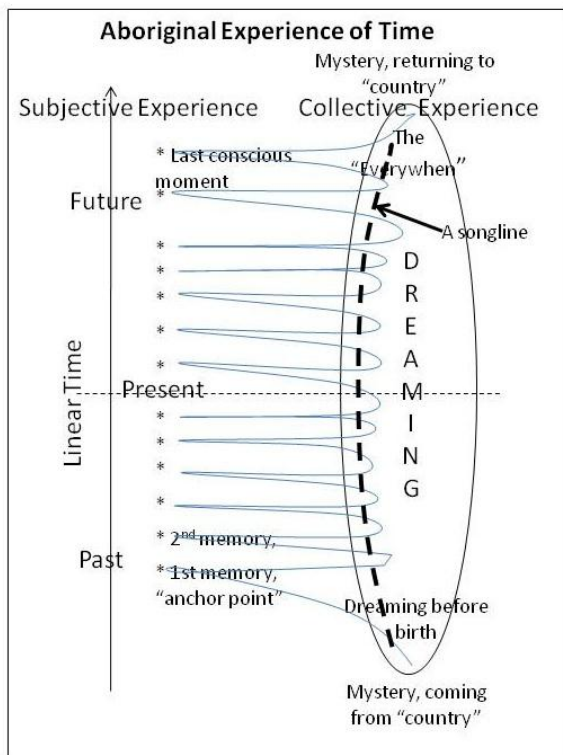 Aboriginal Experience of Time
Mystery, returning to
"country"
Subjective Experience
Collective Experience
* Last conscious
moment
The
"Everywhen"
Future
*
A songline
*
*
*
*
*
D
R
E
A
M
I
N
G
Linear Time
Present
*
*
*
*
* 2nd memory,
Past
* 1st memory,
"anchor point"
Dreaming before
birth
Mystery, coming
from "country"